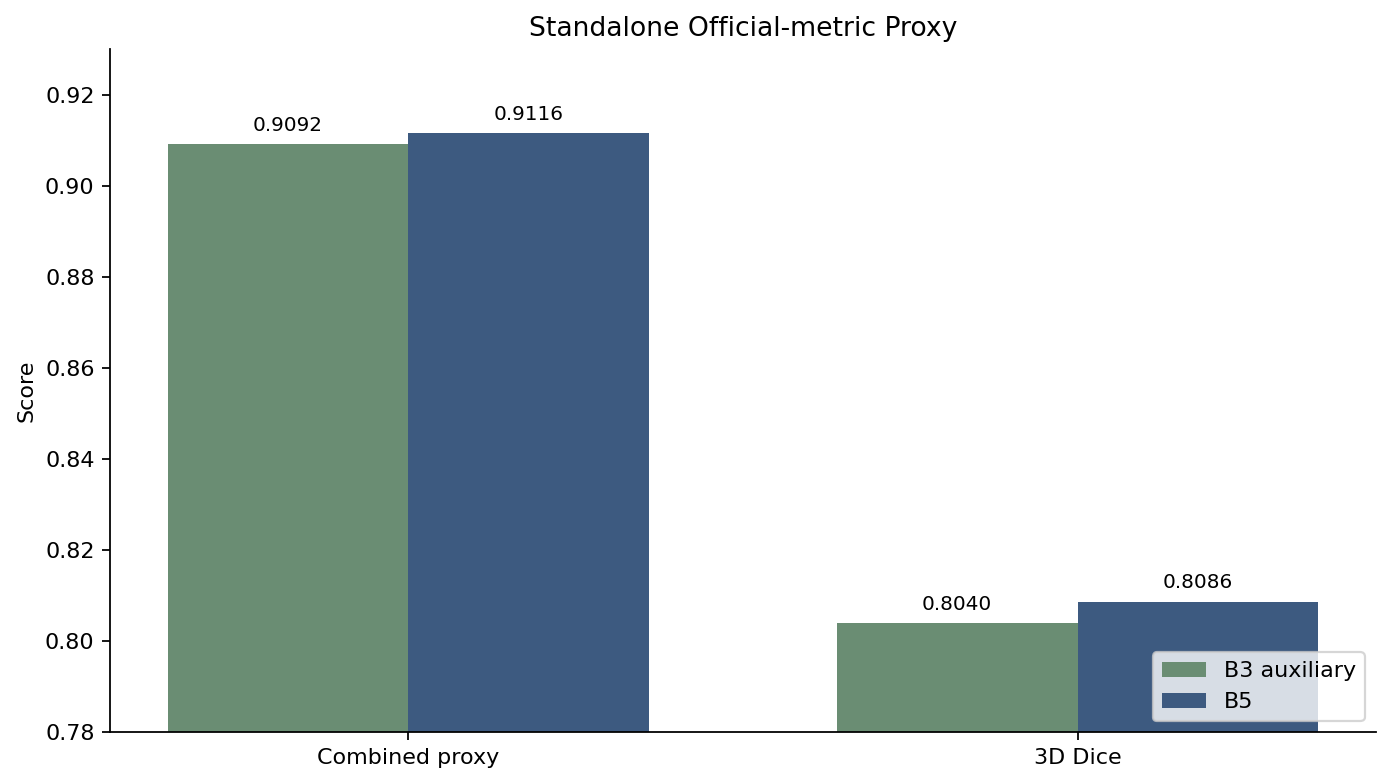 Standalone Official-metric Proxy
0.92
0.90
0.88
0.86
0.84
0.82
0.80
0.78
Score
0.9092
0.9116
0.8040
0.8086
B3 auxiliary
B5
Combined proxy
3D Dice